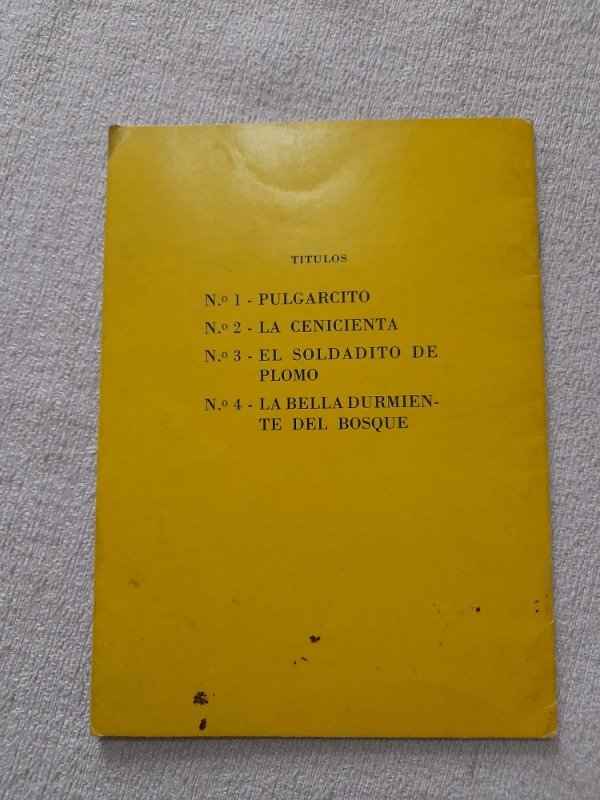 TITULOS
N.º 1 - PULGARCITO
N.º 2 - LA CENICIENTA
N.º 3 - EL SOLDADITO DE
PLOMO
N.º 4 - LA BELLA DURMIEN-
TE DEL BOSQUE